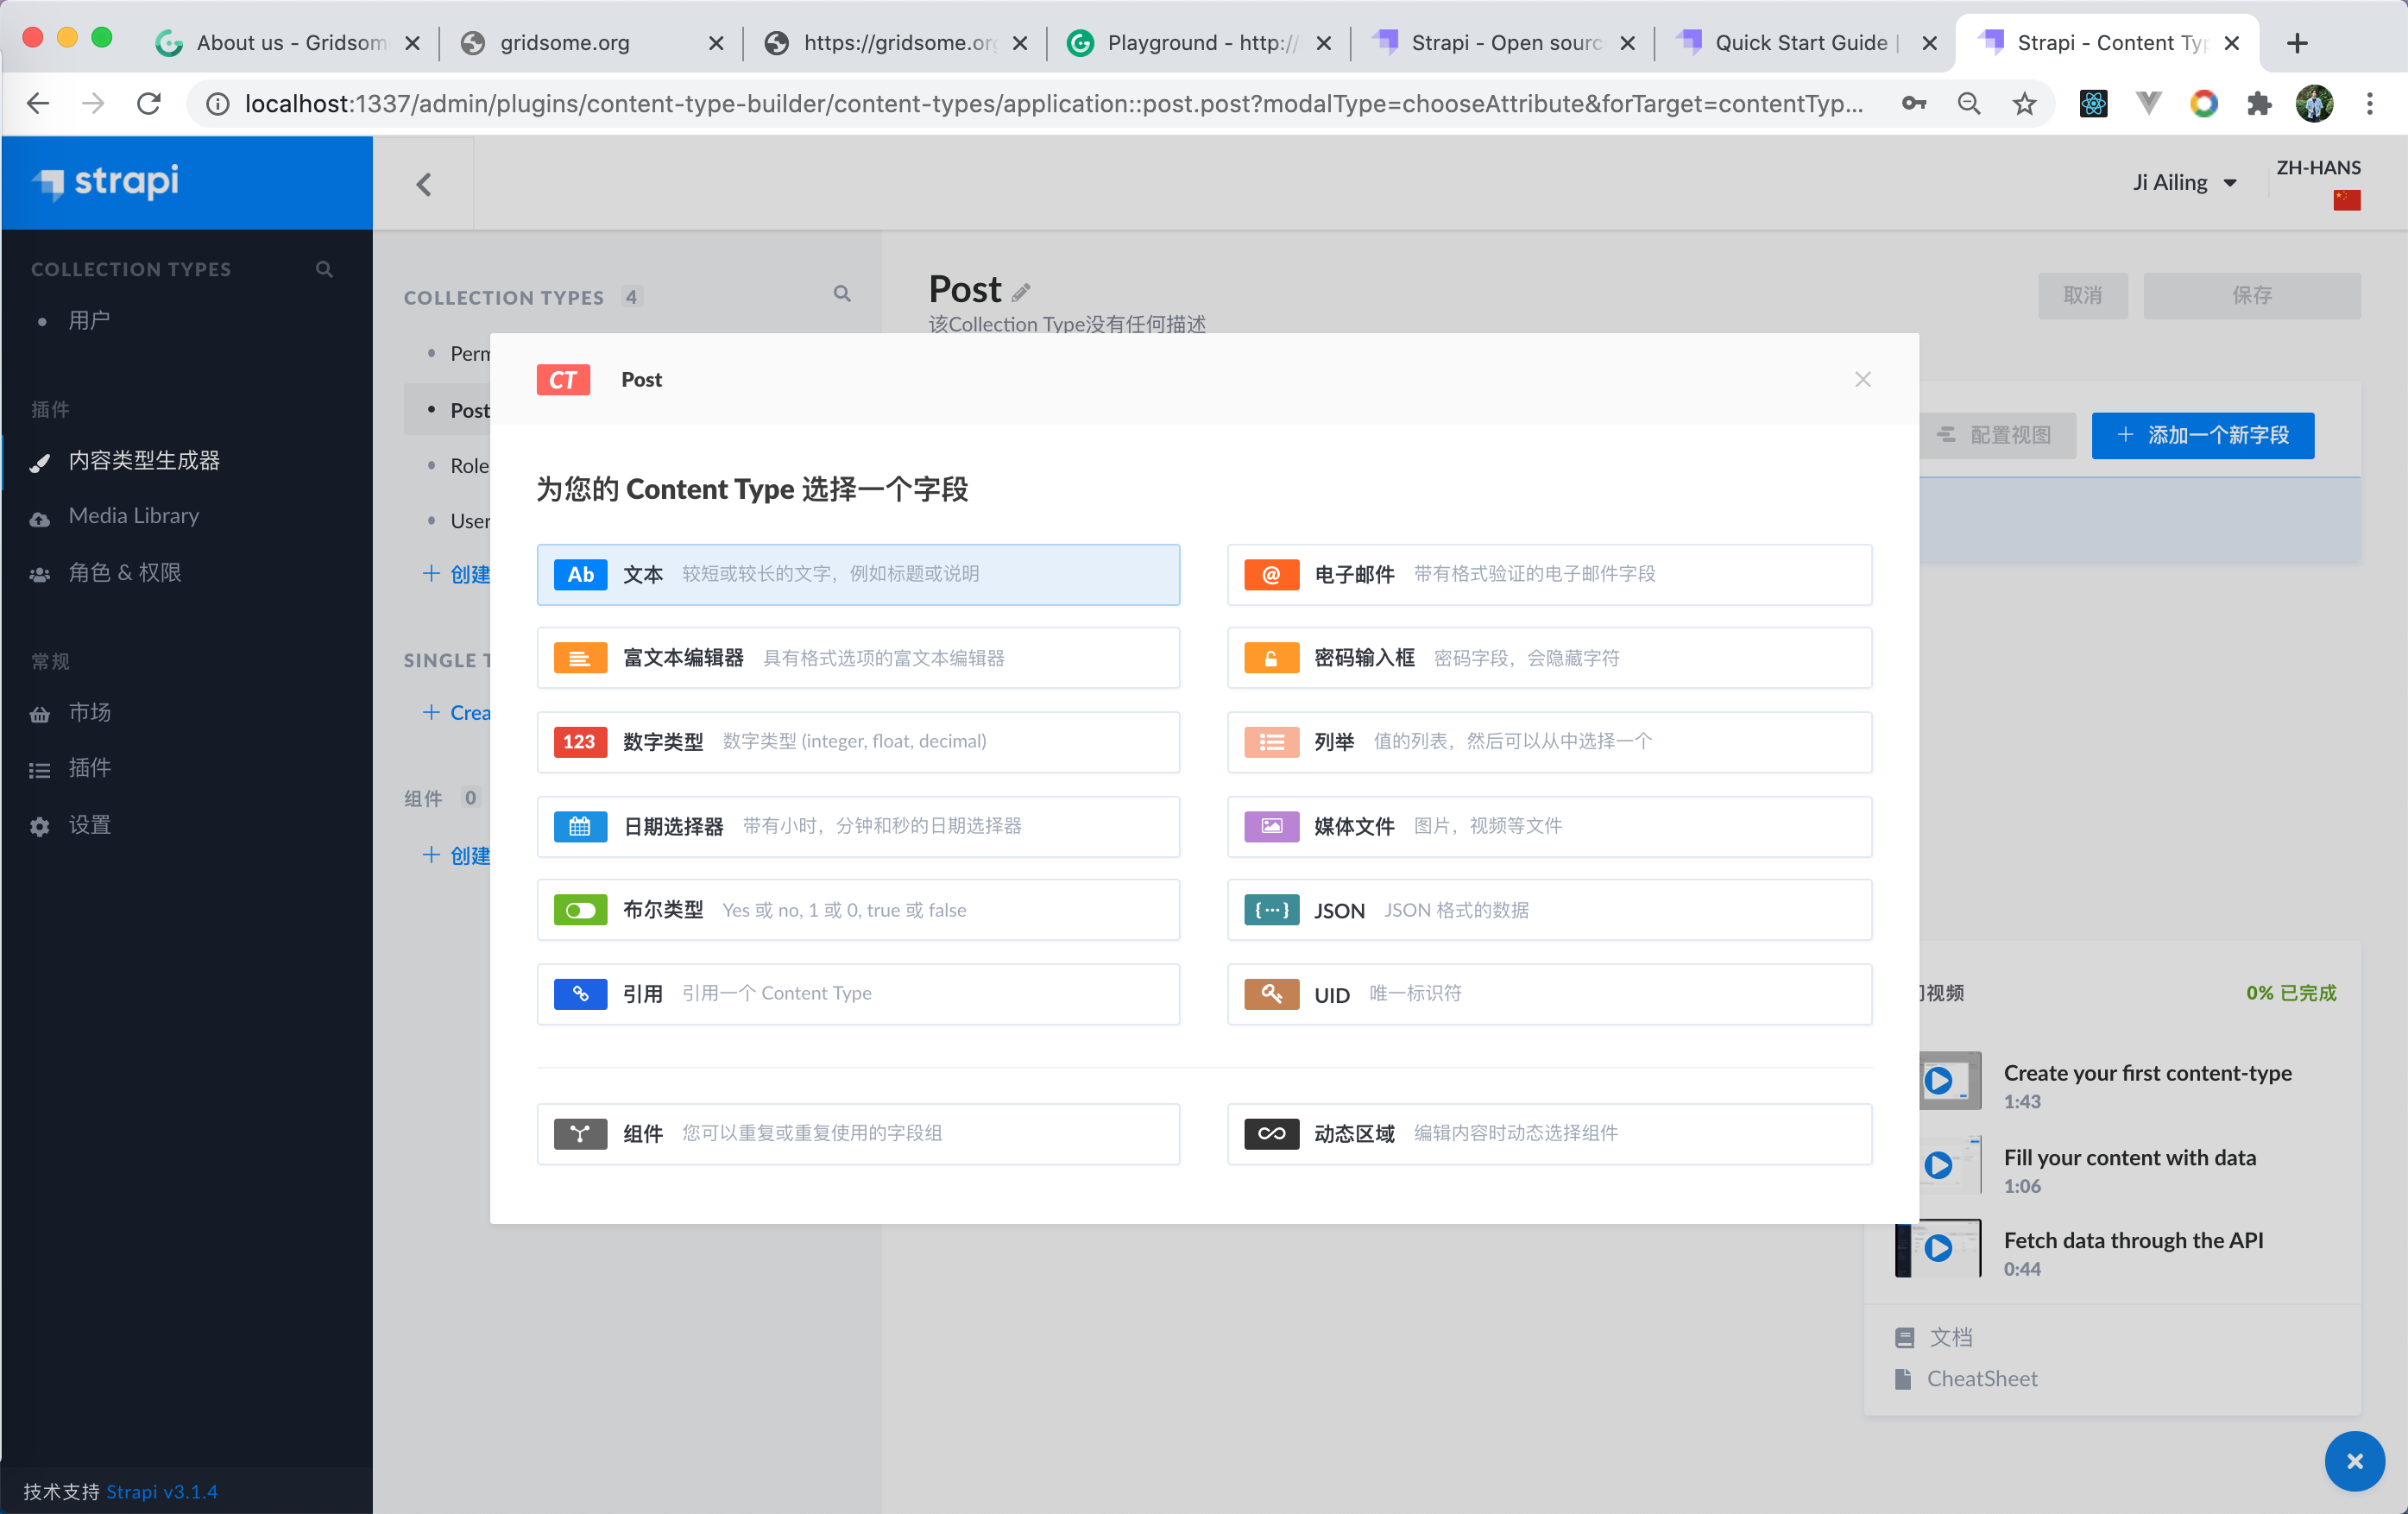 About us - Gridsom
gridsome.org
https://gridsome.org
Playground - http://
Strapi - Open sourc
Quick Start Guide |
Strapi - Content Typ
localhost:1337/admin/plugins/content-type-builder/content-types/application::post.post?modalType=chooseAttribute&forTarget=contentTyp...
strapi
Ji Ailing
ZH-HANS
COLLECTION TYPES
用户
插件
内容类型生成器
Media Library
角色 & 权限
常规
市场
插件
设置
技术支持 Strapi v3.1.4
COLLECTION TYPES 4
Perm
Post
Role
User
创建
SINGLE T
Crea
组件 0
创建
Post
该Collection Type没有任何描述
取消
保存
配置视图
添加一个新字段
CT Post
为您的 Content Type 选择一个字段
Ab 文本 较短或较长的文字，例如标题或说明
@ 电子邮件 带有格式验证的电子邮件字段
富文本编辑器 具有格式选项的富文本编辑器
密码输入框 密码字段，会隐藏字符
123 数字类型 数字类型 (integer, float, decimal)
列举 值的列表，然后可以从中选择一个
日期选择器 带有小时，分钟和秒的日期选择器
媒体文件 图片，视频等文件
布尔类型 Yes 或 no, 1 或 0, true 或 false
{...} JSON JSON 格式的数据
引用 引用一个 Content Type
UID 唯一标识符
组件 您可以重复或重复使用的字段组
动态区域 编辑内容时动态选择组件
视频
0% 已完成
Create your first content-type
1:43
Fill your content with data
1:06
Fetch data through the API
0:44
文档
CheatSheet